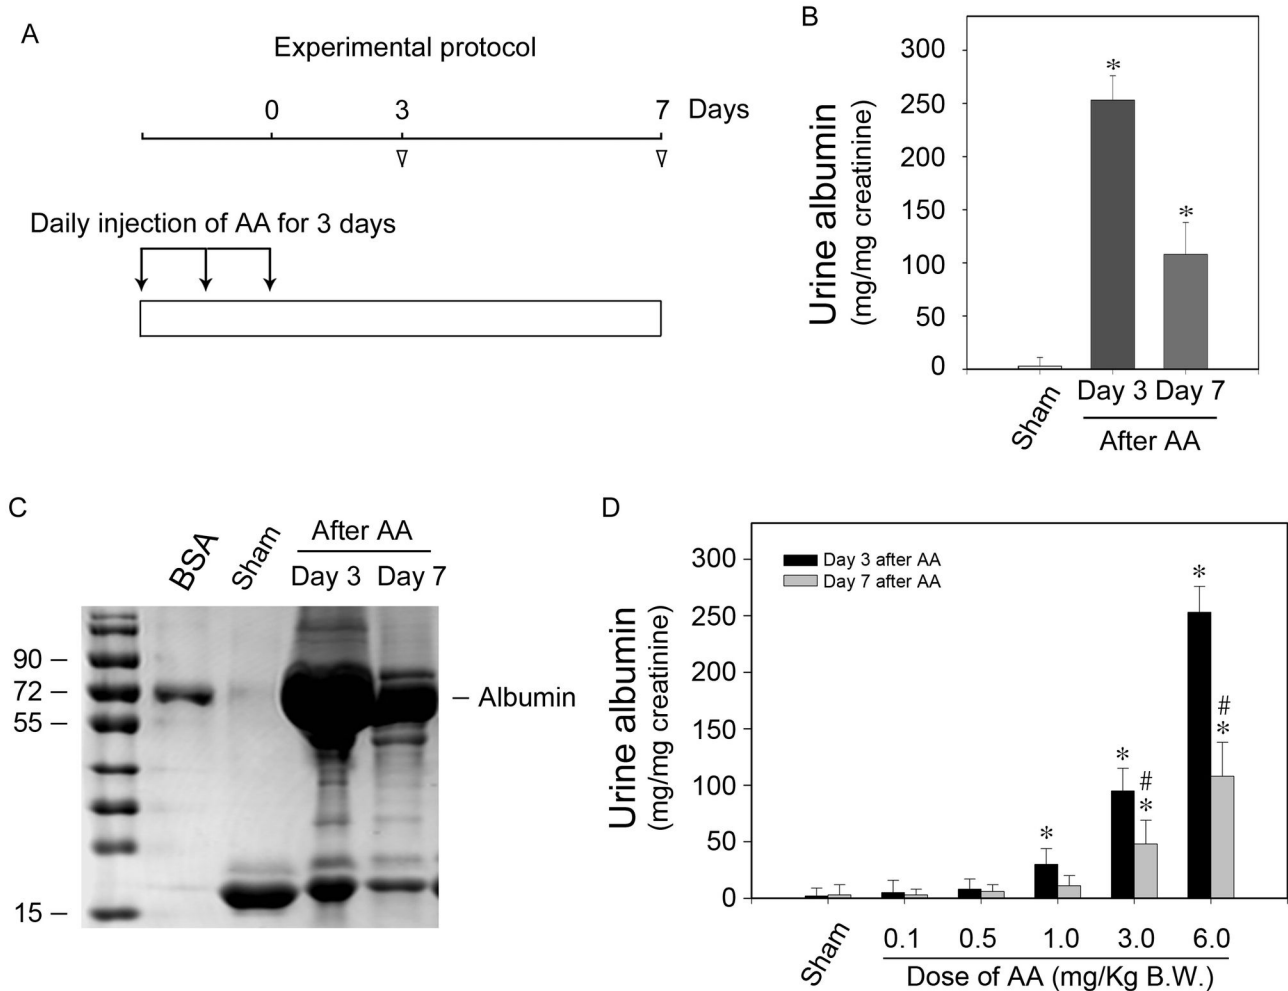 A
Experimental protocol
0 3 7 Days
Daily injection of AA for 3 days
B
Urine albumin
(mg/mg creatinine)
300
250
200
150
100
50
0
*
*
Sham
Day 3 Day 7
After AA
C
BSA
Sham
After AA
Day 3 Day 7
90 –
72 –
55 –
15 –
– Albumin
D
Urine albumin
(mg/mg creatinine)
300
250
200
150
100
50
0
Day 3 after AA
Day 7 after AA
*
*
#
*
*
#
*
Sham
0.1 0.5 1.0 3.0 6.0
Dose of AA (mg/Kg B.W.)